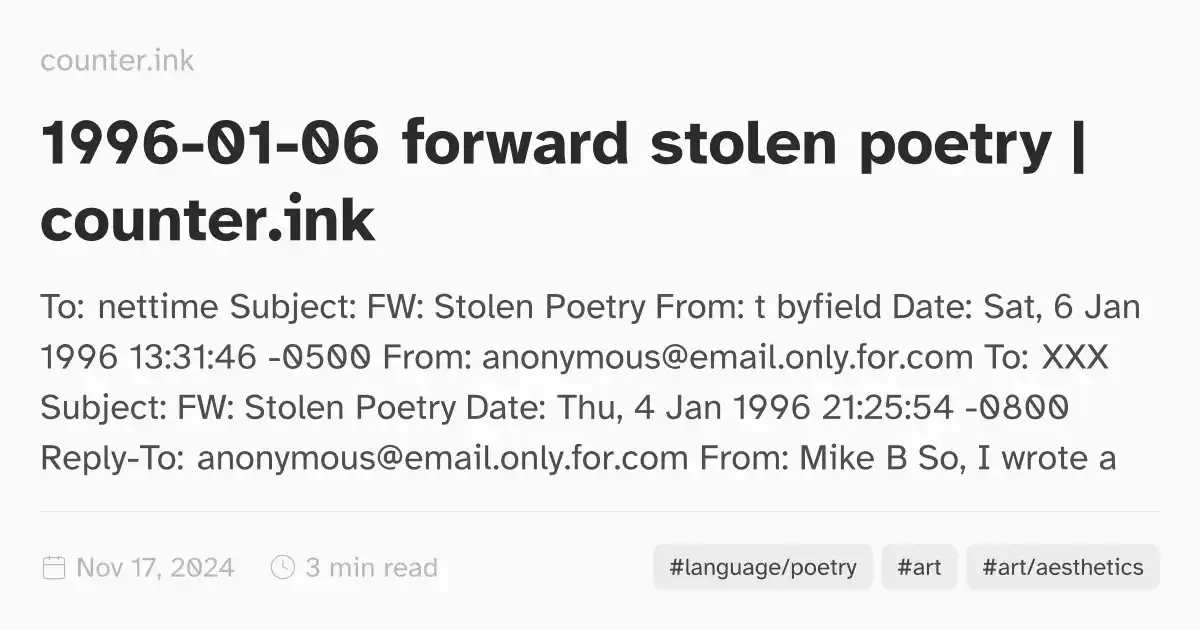 counter.ink
1996-01-06 forward stolen poetry |
counter.ink
To: nettime Subject: FW: Stolen Poetry From: t byfield Date: Sat, 6 Jan
1996 13:31:46 -0500 From: anonymous@email.only.for.com To: XXX
Subject: FW: Stolen Poetry Date: Thu, 4 Jan 1996 21:25:54 -0800
Reply-To: anonymous@email.only.for.com From: Mike B So, I wrote a
Nov 17, 2024 3 min read #language/poetry #art #art/aesthetics